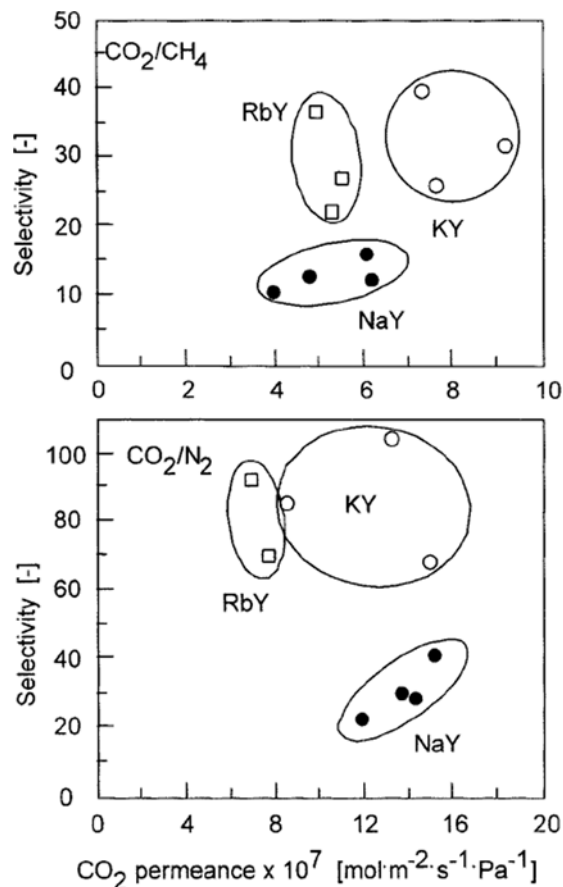 50
CO₂/CH₄
40
RbY
30
20
KY
10
NaY
0
0 2 4 6 8 10
Selectivity [-]
100
CO₂/N₂
80
KY
60
RbY
40
20
NaY
0
0 4 8 12 16 20
Selectivity [-]
CO₂ permeance x 10⁷ [mol·m⁻²·s⁻¹·Pa⁻¹]